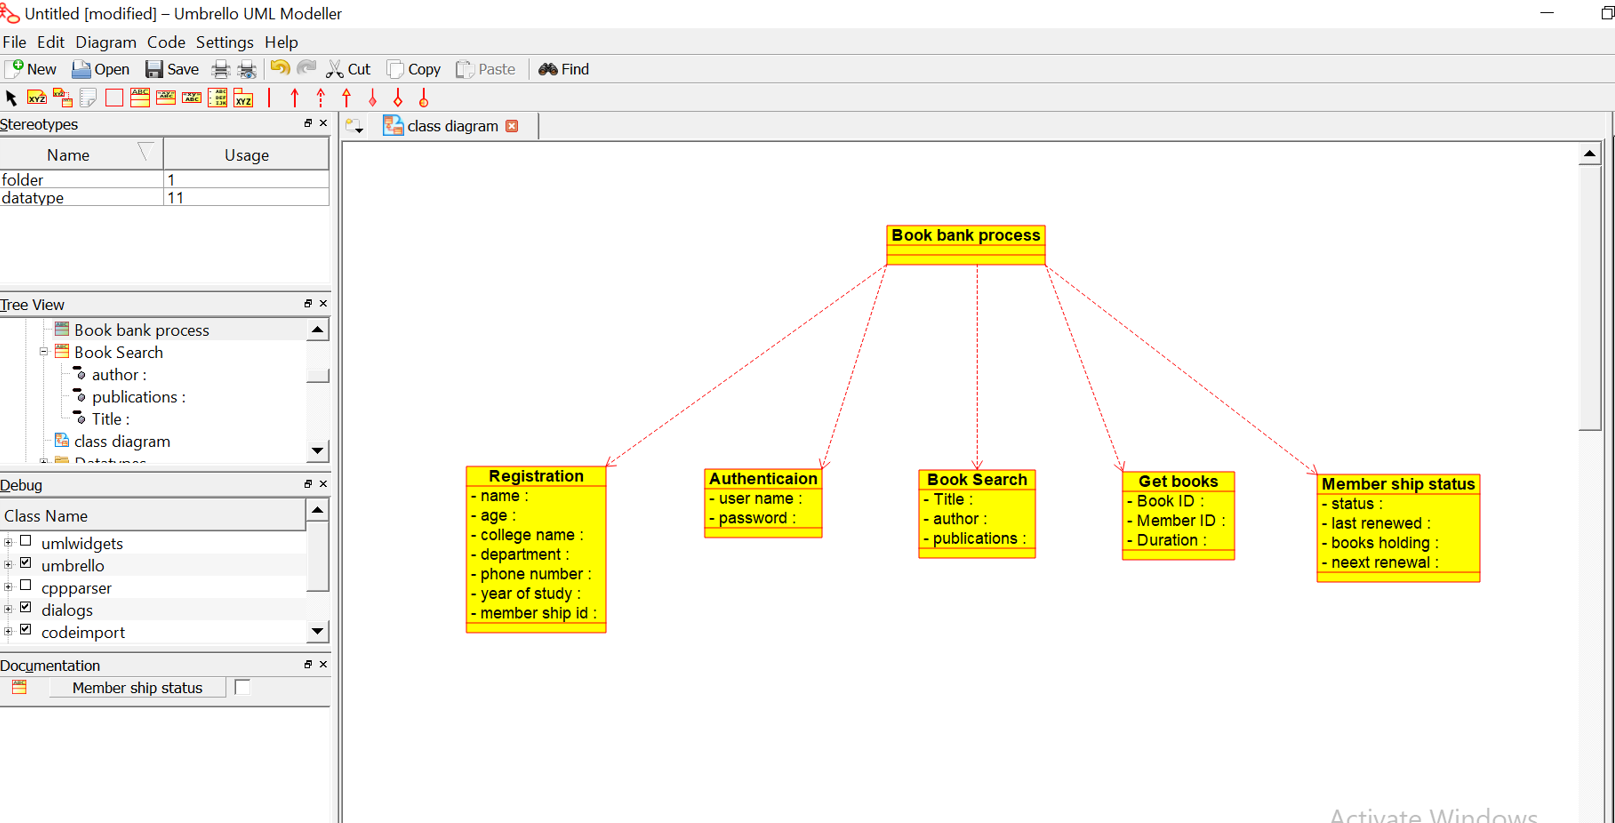 Untitled [modified] – Umbrello UML Modeller
File Edit Diagram Code Settings Help
New Open Save Cut Copy Paste Find
Stereotypes
class diagram
Name Usage
folder 1
datatype 11
Tree View
Book bank process
Book Search
author :
publications :
Title :
class diagram
Datatypes
Debug
Class Name
umlwidgets
umbrello
cppparser
dialogs
codeimport
Documentation
Member ship status
Book bank process
Registration
- name :
- age :
- college name :
- department :
- phone number :
- year of study :
- member ship id :
Authenticaion
- user name :
- password :
Book Search
- Title :
- author :
- publications :
Get books
- Book ID :
- Member ID :
- Duration :
Member ship status
- status :
- last renewed :
- books holding :
- neext renewal :
Activate Windows